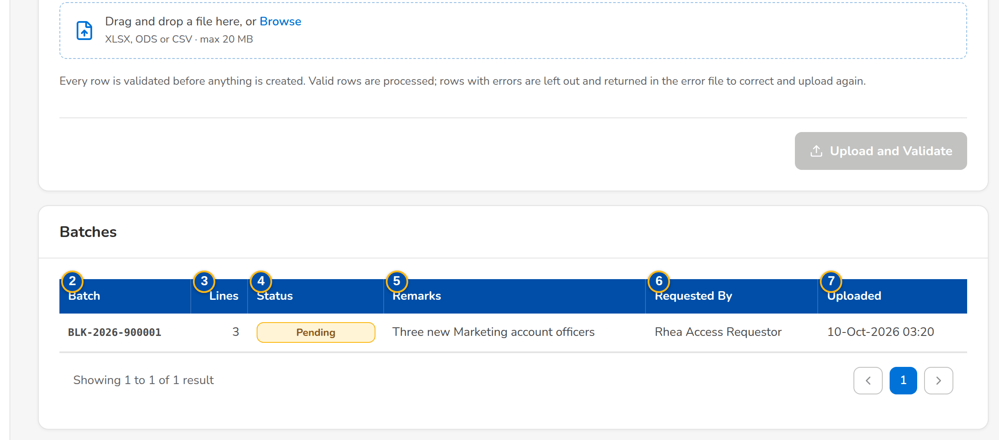 Drag and drop a file here, or Browse
XLSX, ODS or CSV · max 20 MB
Every row is validated before anything is created. Valid rows are processed; rows with errors are left out and returned in the error file to correct and upload again.
Upload and Validate
Batches
2 3 4 5 6 7
Batch Lines Status Remarks Requested By Uploaded
BLK-2026-900001 3 Pending Three new Marketing account officers Rhea Access Requestor 10-Oct-2026 03:20
Showing 1 to 1 of 1 result
1